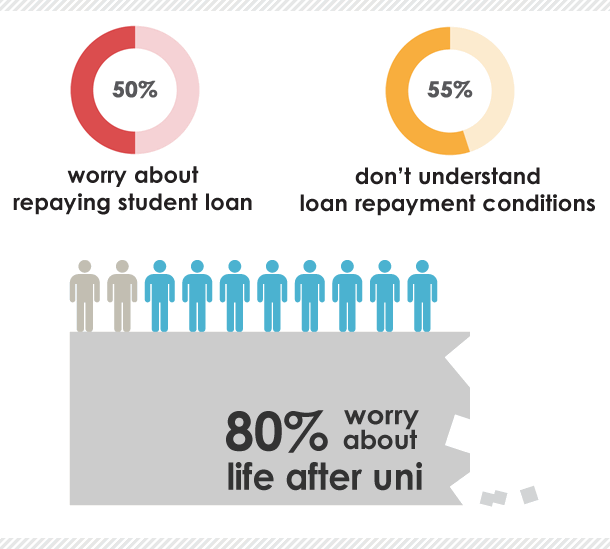 50%
worry about
repaying student loan
55%
don't understand
loan repayment conditions
80% worry
about
life after uni